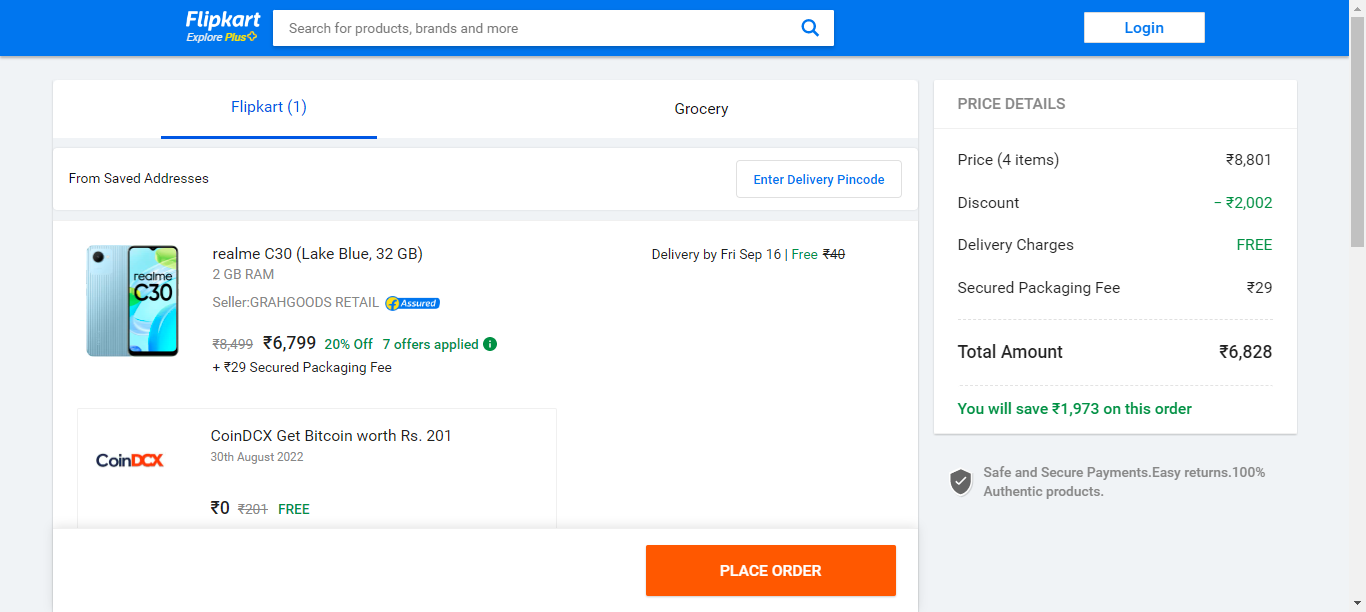 Flipkart
Explore Plus
Search for products, brands and more
Login
Flipkart (1)
Grocery
From Saved Addresses
Enter Delivery Pincode
realme C30 (Lake Blue, 32 GB)
2 GB RAM
Seller:GRAHGOODS RETAIL Assured
₹8,499 ₹6,799 20% Off 7 offers applied
+ ₹29 Secured Packaging Fee
Delivery by Fri Sep 16 | Free ₹40
realme
C30
CoinDCX
CoinDCX Get Bitcoin worth Rs. 201
30th August 2022
₹0 ₹201 FREE
PLACE ORDER
PRICE DETAILS
Price (4 items) ₹8,801
Discount − ₹2,002
Delivery Charges FREE
Secured Packaging Fee ₹29
Total Amount ₹6,828
You will save ₹1,973 on this order
Safe and Secure Payments.Easy returns.100%
Authentic products.